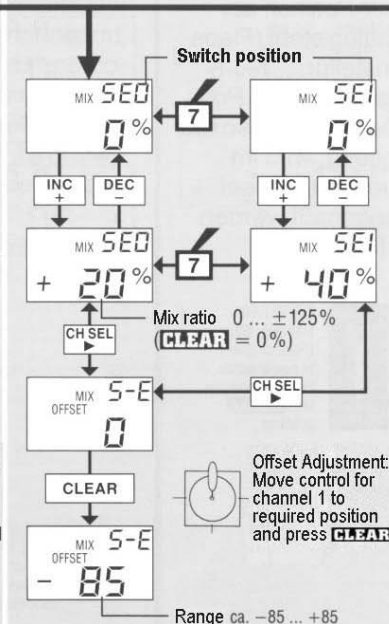 Switch position
MIX SE0
0%
7
MIX SE1
0%
INC +
DEC −
INC +
DEC −
MIX SE0
+ 20%
7
MIX SE1
+ 40%
Mix ratio 0 ... ±125%
(CLEAR = 0%)
CH SEL ▶
MIX S-E
OFFSET
0
CH SEL ▶
CLEAR
Offset Adjustment:
Move control for
channel 1 to
required position
and press CLEAR
MIX S-E
OFFSET
− 85
Range ca. −85 ... +85